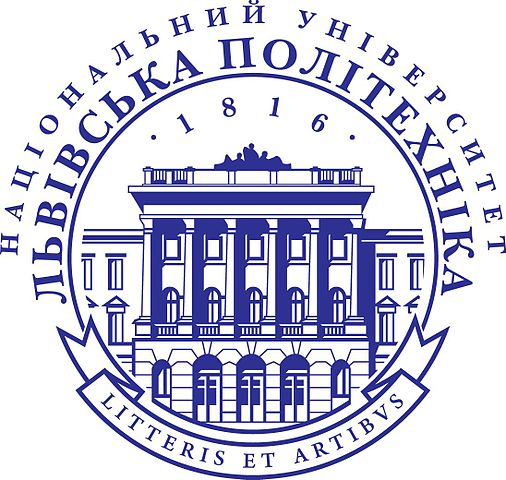 НАЦІОНАЛЬНИЙ УНІВЕРСИТЕТ
ЛЬВІВСЬКА ПОЛІТЕХНІКА
· 1816 ·
LITTERIS ET ARTIBVS